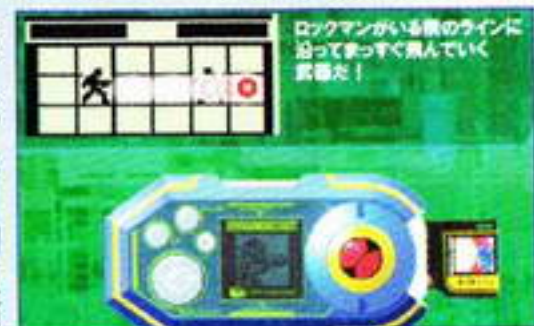 ロックマンがいる横のラインに
沿ってまっすぐ飛んでいく
武器だ!